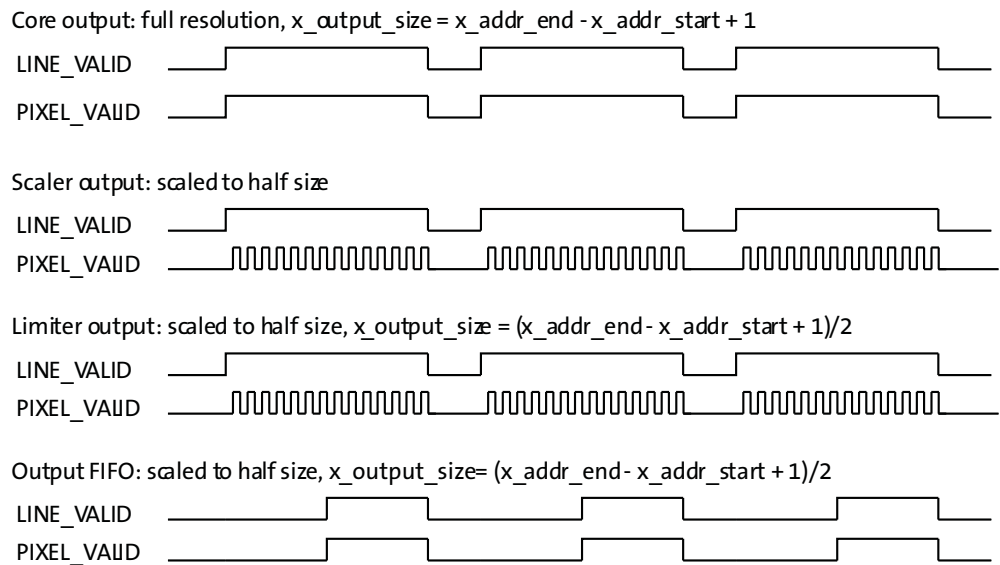 Core output: full resolution, x_output_size = x_addr_end - x_addr_start + 1
LINE_VALID
PIXEL_VALID
Scaler output: scaled to half size
LINE_VALID
PIXEL_VALID
Limiter output: scaled to half size, x_output_size = (x_addr_end - x_addr_start + 1)/2
LINE_VALID
PIXEL_VALID
Output FIFO: scaled to half size, x_output_size= (x_addr_end - x_addr_start + 1)/2
LINE_VALID
PIXEL_VALID